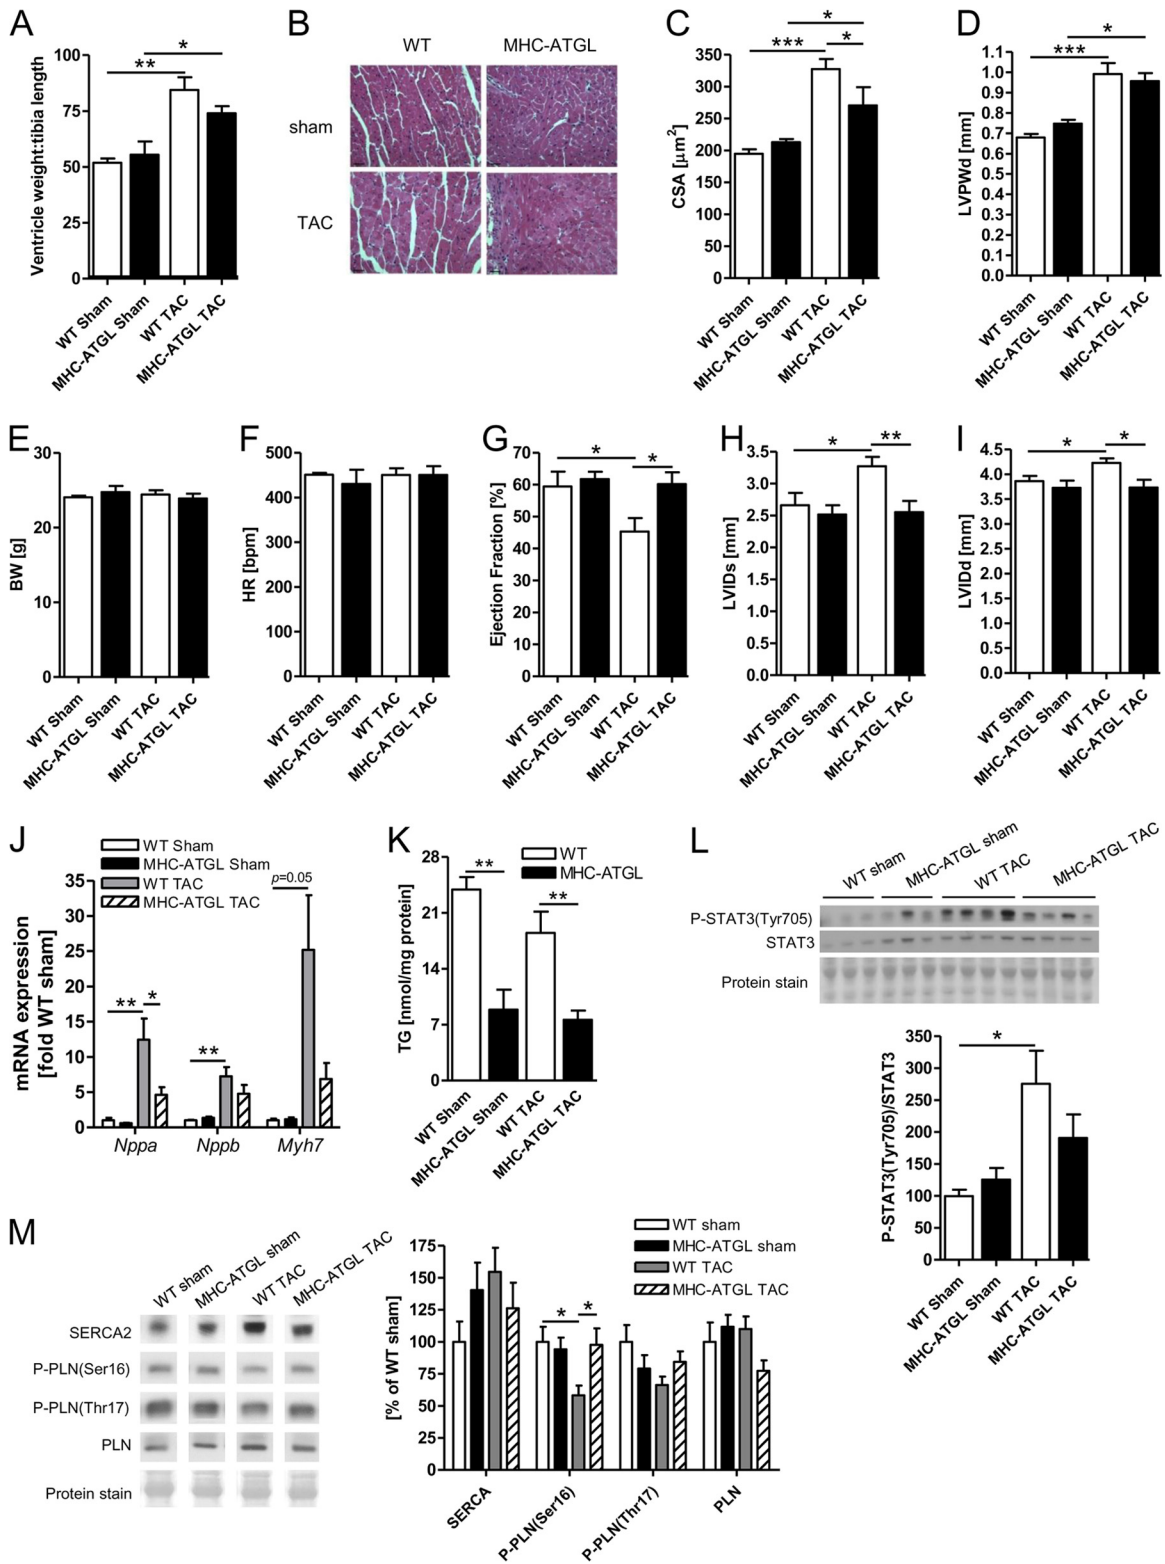 A
Ventricle weight:tibia length
100
75
50
25
0
**
*
WT Sham
MHC-ATGL Sham
WT TAC
MHC-ATGL TAC
B
WT
MHC-ATGL
sham
TAC
C
CSA [µm2]
350
300
250
200
150
100
50
0
***
*
*
WT Sham
MHC-ATGL Sham
WT TAC
MHC-ATGL TAC
D
LVPWd [mm]
1.1
1.0
0.9
0.8
0.7
0.6
0.5
0.4
0.3
0.2
0.1
0.0
***
*
WT Sham
MHC-ATGL Sham
WT TAC
MHC-ATGL TAC
E
BW [g]
30
20
10
0
WT Sham
MHC-ATGL Sham
WT TAC
MHC-ATGL TAC
F
HR [bpm]
500
400
300
200
100
0
WT Sham
MHC-ATGL Sham
WT TAC
MHC-ATGL TAC
G
Ejection Fraction [%]
70
60
50
40
30
20
10
0
*
*
WT Sham
MHC-ATGL Sham
WT TAC
MHC-ATGL TAC
H
LVIDs [mm]
3.5
3.0
2.5
2.0
1.5
1.0
0.5
0.0
*
**
WT Sham
MHC-ATGL Sham
WT TAC
MHC-ATGL TAC
I
LVIDd [mm]
4.5
4.0
3.5
3.0
2.5
2.0
1.5
1.0
0.5
0.0
*
*
WT Sham
MHC-ATGL Sham
WT TAC
MHC-ATGL TAC
J
WT Sham
MHC-ATGL Sham
WT TAC
MHC-ATGL TAC
mRNA expression
[fold WT sham]
35
30
25
20
15
10
5
0
**
*
**
p=0.05
Nppa
Nppb
Myh7
K
WT
MHC-ATGL
TG [nmol/mg protein]
28
21
14
7
0
**
**
WT Sham
MHC-ATGL Sham
WT TAC
MHC-ATGL TAC
L
WT sham
MHC-ATGL sham
WT TAC
MHC-ATGL TAC
P-STAT3(Tyr705)
STAT3
Protein stain
P-STAT3(Tyr705)/STAT3
350
300
250
200
150
100
50
0
*
WT Sham
MHC-ATGL Sham
WT TAC
MHC-ATGL TAC
M
WT sham
MHC-ATGL sham
WT TAC
MHC-ATGL TAC
SERCA2
P-PLN(Ser16)
P-PLN(Thr17)
PLN
Protein stain
WT sham
MHC-ATGL sham
WT TAC
MHC-ATGL TAC
[% of WT sham]
175
150
125
100
75
50
25
0
*
*
SERCA
P-PLN(Ser16)
P-PLN(Thr17)
PLN